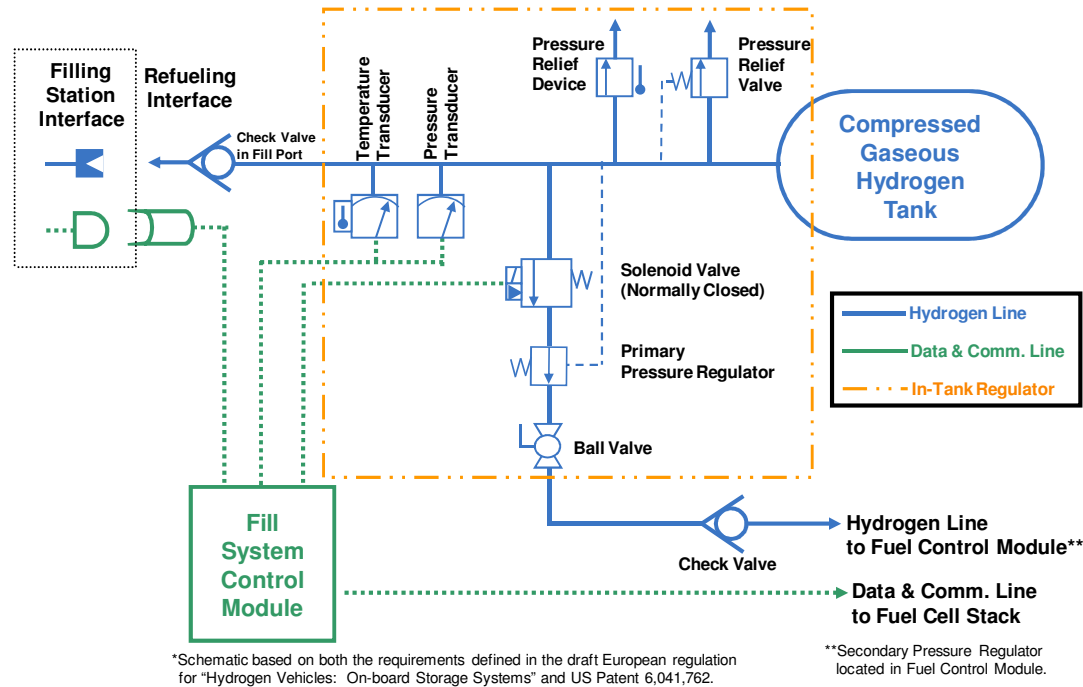 Filling
Station
Interface
Refueling
Interface
Check Valve
in Fill Port
Temperature
Transducer
Pressure
Transducer
Pressure
Relief
Device
Pressure
Relief
Valve
Compressed
Gaseous
Hydrogen
Tank
Solenoid Valve
(Normally Closed)
Primary
Pressure Regulator
Ball Valve
Hydrogen Line
Data & Comm. Line
In-Tank Regulator
Fill
System
Control
Module
Check Valve
Hydrogen Line
to Fuel Control Module**
Data & Comm. Line
to Fuel Cell Stack
*Schematic based on both the requirements defined in the draft European regulation
for “Hydrogen Vehicles:  On-board Storage Systems” and US Patent 6,041,762.
**Secondary Pressure Regulator
located in Fuel Control Module.